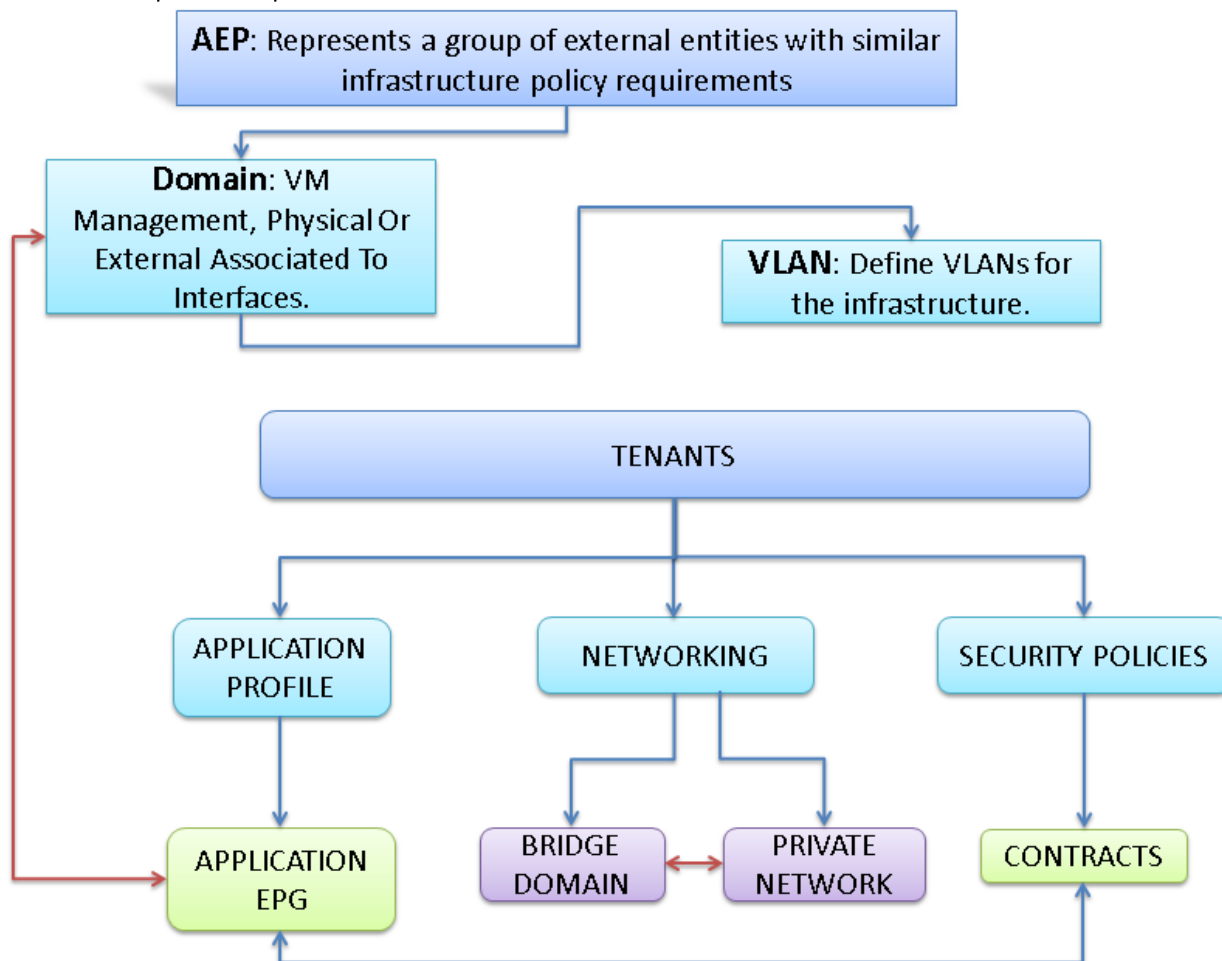 AEP: Represents a group of external entities with similar
infrastructure policy requirements
Domain: VM
Management, Physical Or
External Associated To
Interfaces.
VLAN: Define VLANs for
the infrastructure.
TENANTS
APPLICATION
PROFILE
NETWORKING
SECURITY POLICIES
APPLICATION
EPG
BRIDGE
DOMAIN
PRIVATE
NETWORK
CONTRACTS